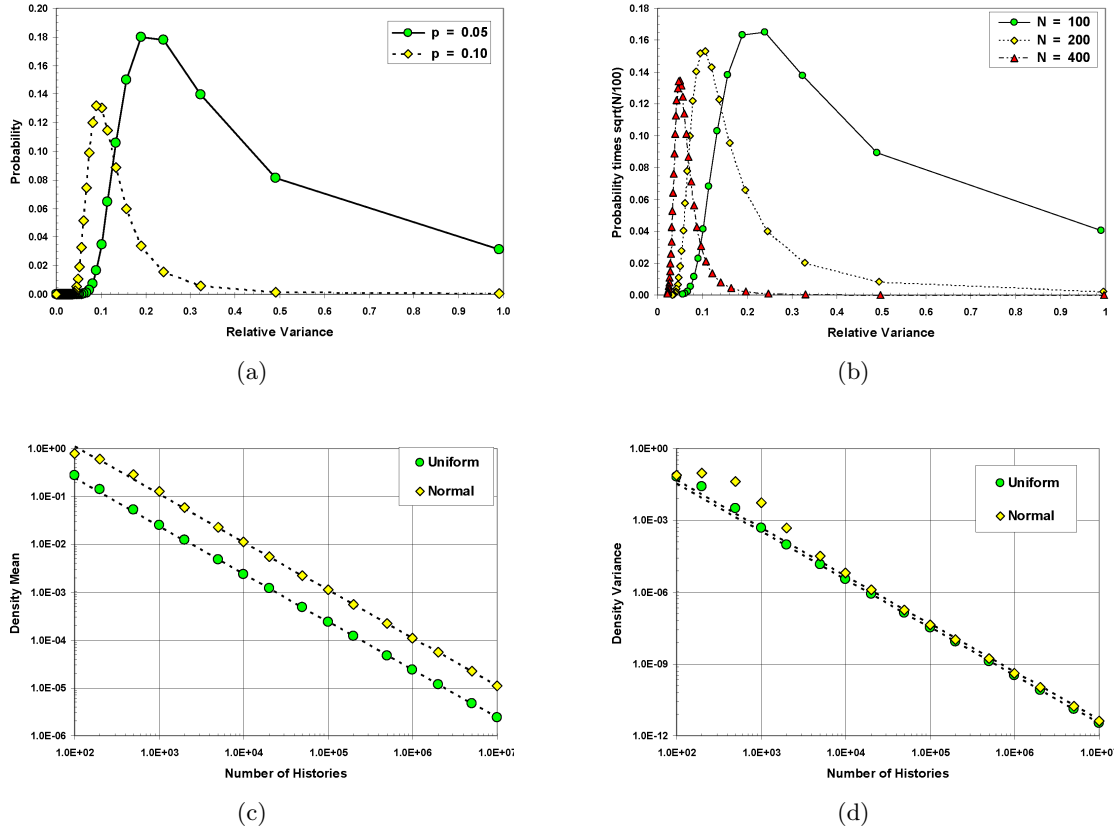 0.20
0.18
0.16
0.14
0.12
0.10
0.08
0.06
0.04
0.02
0.00
Probability
p = 0.05
p = 0.10
0.0 0.1 0.2 0.3 0.4 0.5 0.6 0.7 0.8 0.9 1.0
Relative Variance
(a)
0.18
0.16
0.14
0.12
0.10
0.08
0.06
0.04
0.02
0.00
Probability times sqrt(N/100)
N = 100
N = 200
N = 400
0 0.1 0.2 0.3 0.4 0.5 0.6 0.7 0.8 0.9 1
Relative Variance
(b)
1.0E+00
1.0E-01
1.0E-02
1.0E-03
1.0E-04
1.0E-05
1.0E-06
Density Mean
Uniform
Normal
1.0E+02 1.0E+03 1.0E+04 1.0E+05 1.0E+06 1.0E+07
Number of Histories
(c)
1.0E+00
1.0E-03
1.0E-06
1.0E-09
1.0E-12
Density Variance
Uniform
Normal
1.0E+02 1.0E+03 1.0E+04 1.0E+05 1.0E+06 1.0E+07
Number of Histories
(d)